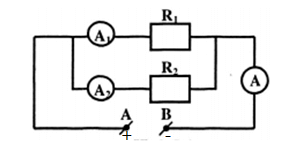 A₁ R₁
A₂ R₂ A
A B
+ -